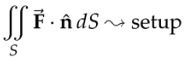 ∬_S F⃗ · n̂ dS ⇝ setup